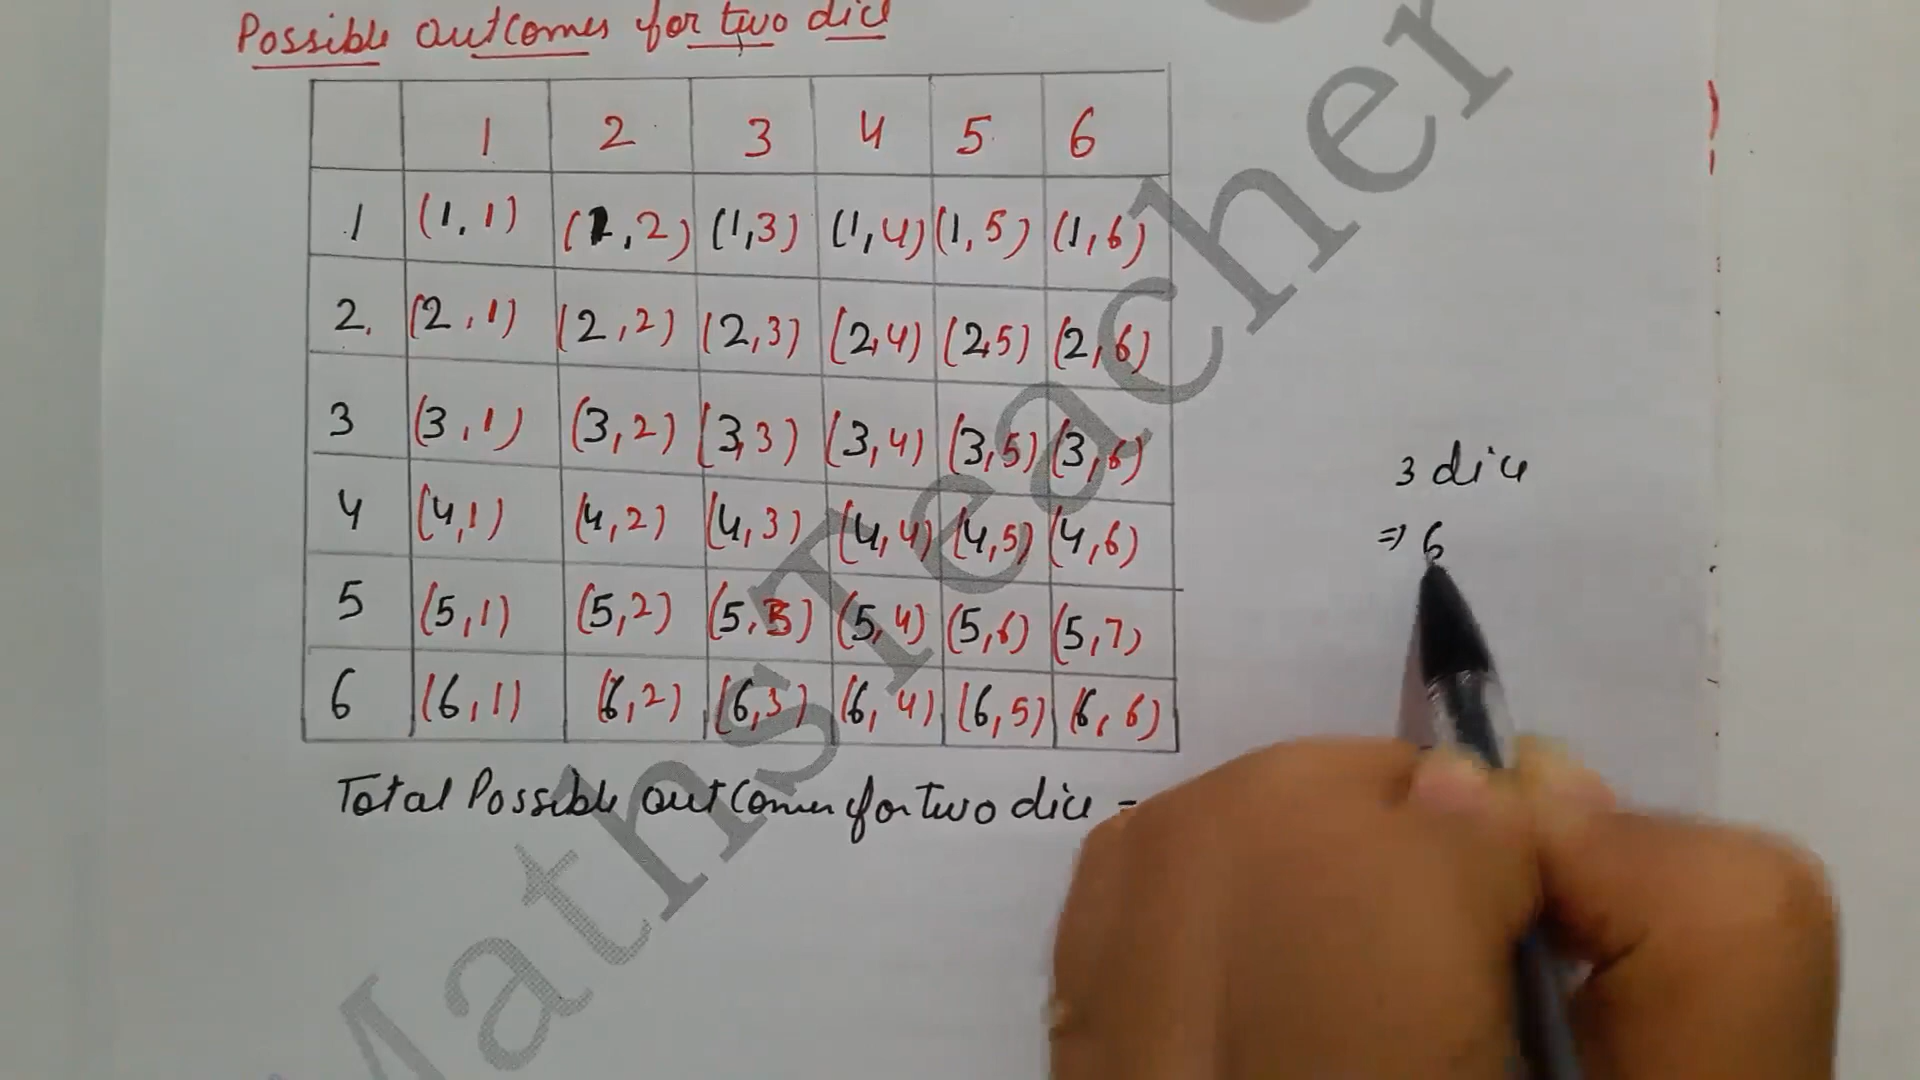 Possible outcomes for two dice
1 2 3 4 5 6
1 (1,1) (1,2) (1,3) (1,4) (1,5) (1,6)
2. (2,1) (2,2) (2,3) (2,4) (2,5) (2,6)
3 (3,1) (3,2) (3,3) (3,4) (3,5) (3,6)
4 (4,1) (4,2) (4,3) (4,4) (4,5) (4,6)
5 (5,1) (5,2) (5,3) (5,4) (5,6) (5,7)
6 (6,1) (6,2) (6,3) (6,4) (6,5) (6,6)
Total Possible outcomes for two dice =
3 dice
⇒ 6
Maths Teacher